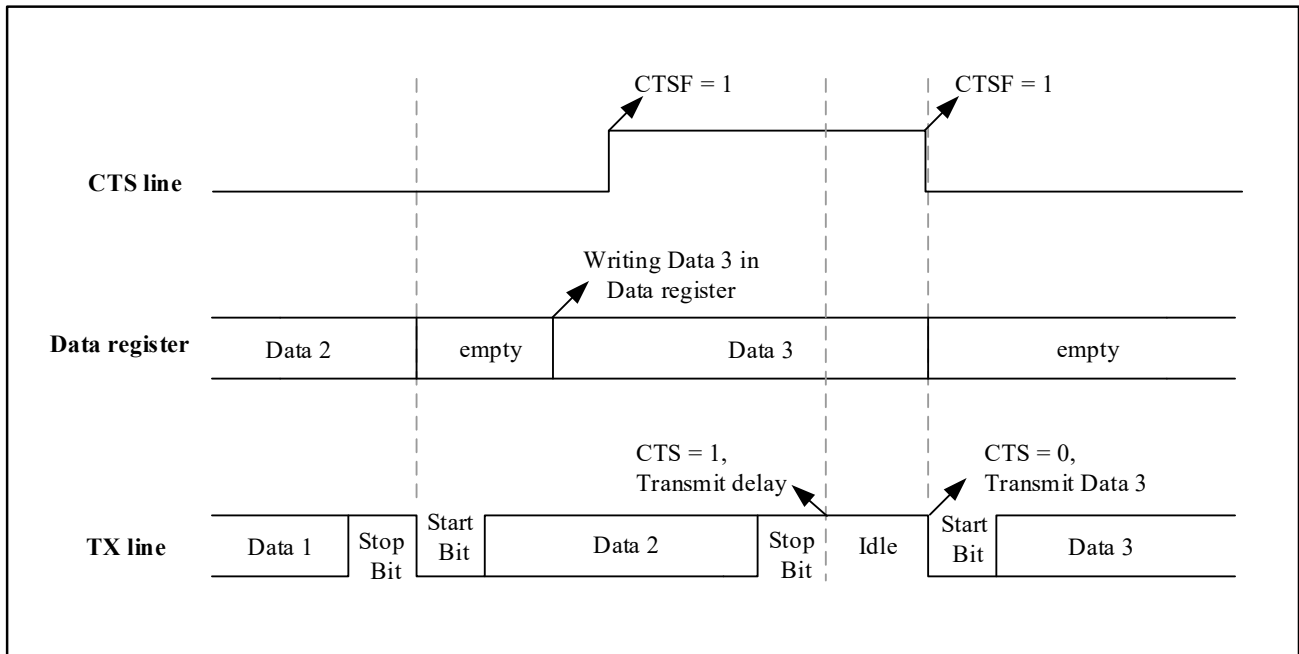 CTSF = 1
CTSF = 1
CTS line
Writing Data 3 in
Data register
Data register
Data 2
empty
Data 3
empty
CTS = 1,
Transmit delay
CTS = 0,
Transmit Data 3
TX line
Data 1
Stop
Bit
Start
Bit
Data 2
Stop
Bit
Idle
Start
Bit
Data 3